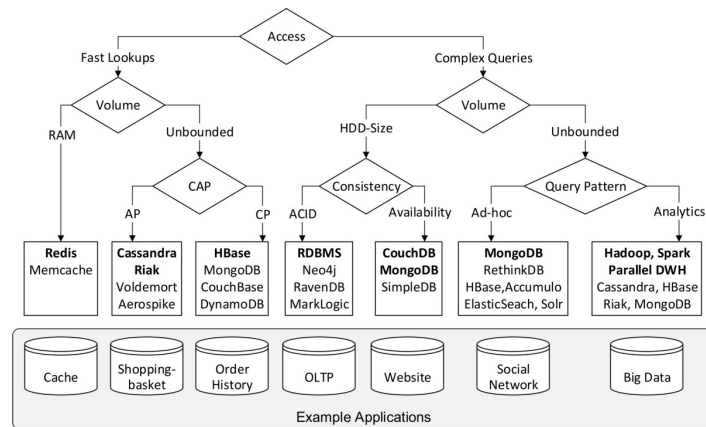 Access
Fast Lookups
Complex Queries
Volume
Volume
RAM
Unbounded
HDD-Size
Unbounded
CAP
Consistency
Query Pattern
AP
CP
ACID
Availability
Ad-hoc
Analytics
Redis
Memcache
Cassandra
Riak
Voldemort
Aerospike
HBase
MongoDB
CouchBase
DynamoDB
RDBMS
Neo4j
RavenDB
MarkLogic
CouchDB
MongoDB
SimpleDB
MongoDB
RethinkDB
HBase,Accumulo
ElasticSeach, Solr
Hadoop, Spark
Parallel DWH
Cassandra, HBase
Riak, MongoDB
Cache
Shopping-
basket
Order
History
OLTP
Website
Social
Network
Big Data
Example Applications